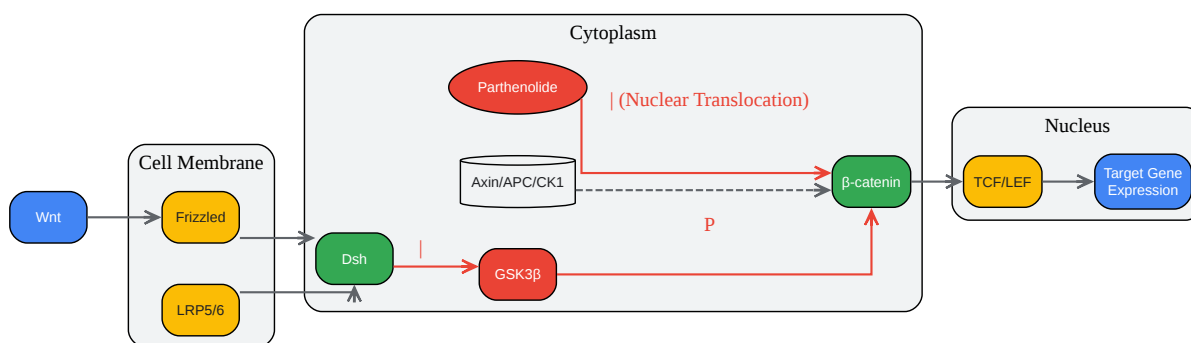 Cytoplasm
Parthenolide
| (Nuclear Translocation)
Nucleus
Cell Membrane
Axin/APC/CK1
β-catenin
TCF/LEF
Target Gene
Expression
Wnt
Frizzled
P
|
Dsh
GSK3β
LRP5/6